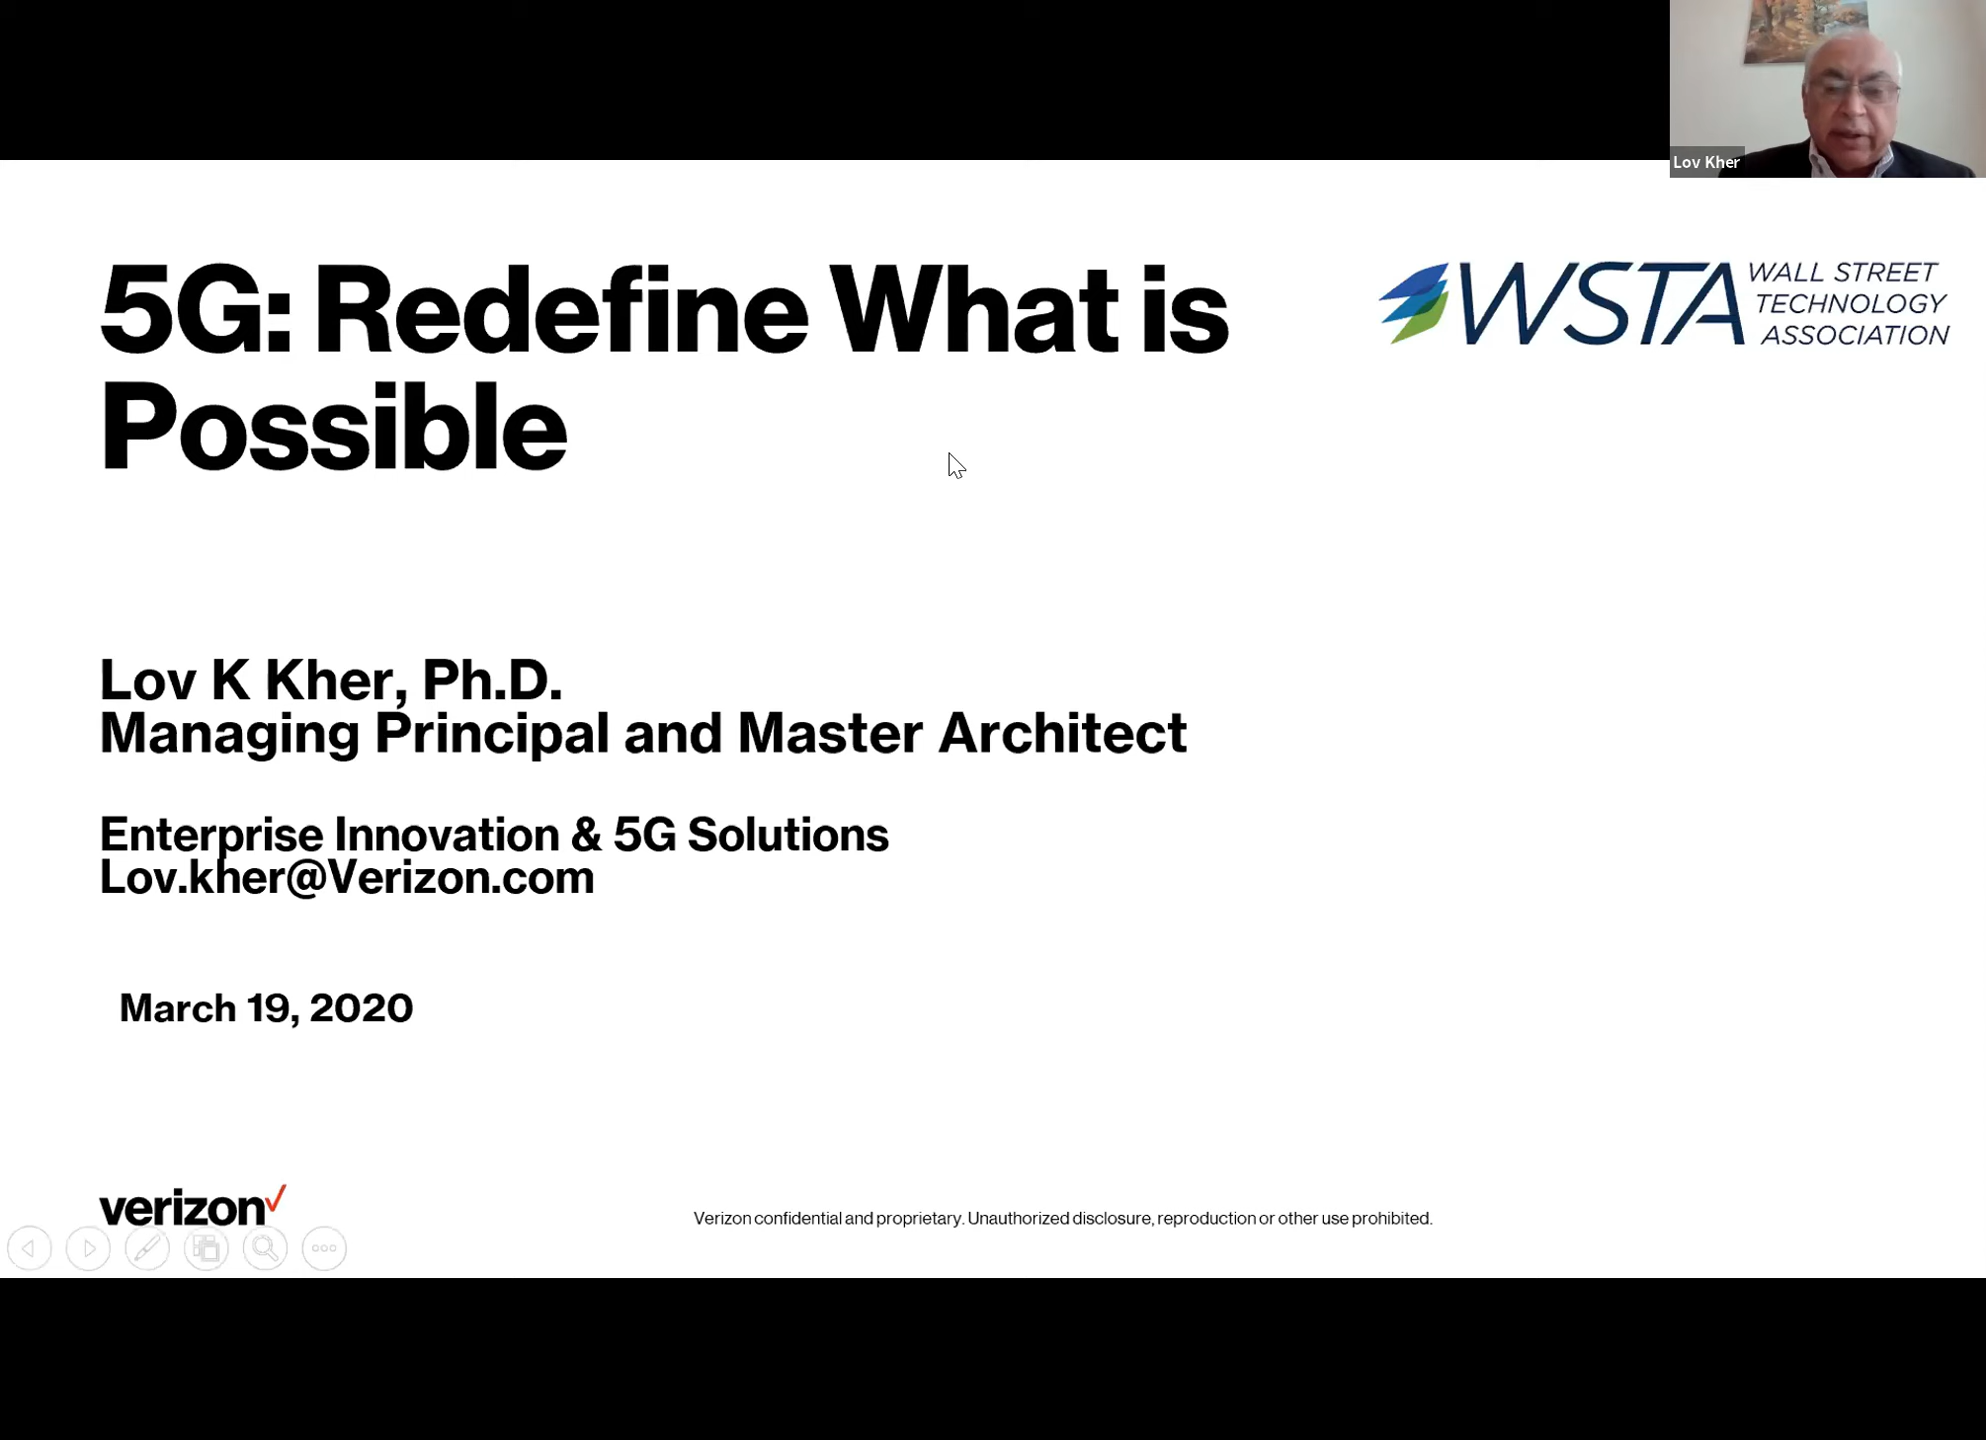 Lov Kher
5G: Redefine What is
Possible
WSTA
WALL STREET
TECHNOLOGY
ASSOCIATION
Lov K Kher, Ph.D.
Managing Principal and Master Architect
Enterprise Innovation & 5G Solutions
Lov.kher@Verizon.com
March 19, 2020
verizon
Verizon confidential and proprietary. Unauthorized disclosure, reproduction or other use prohibited.